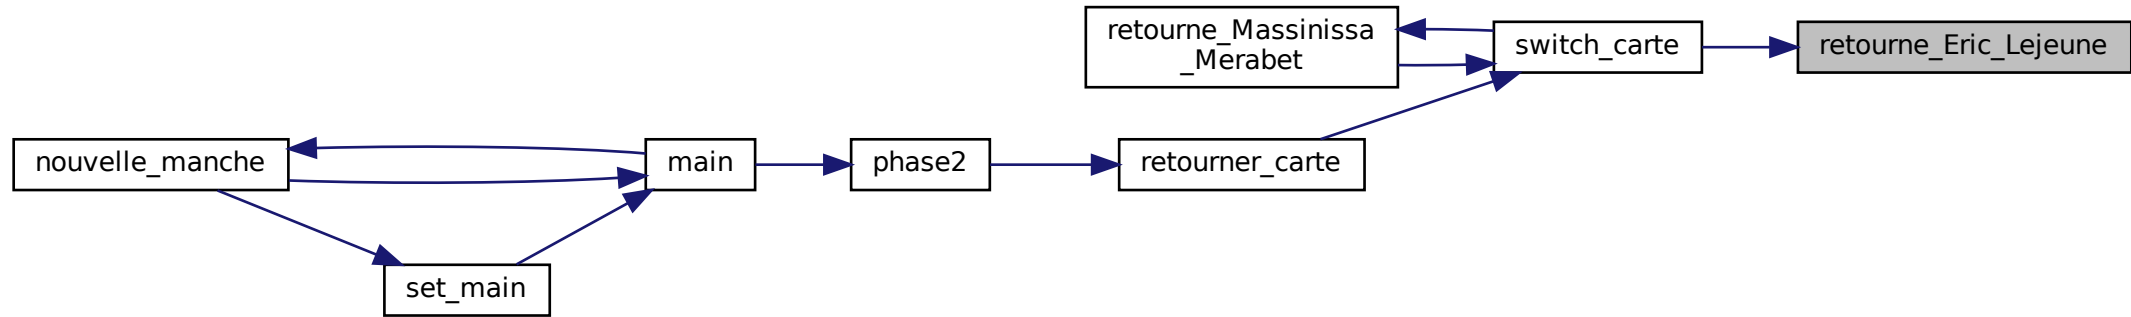 retourne_Massinissa
_Merabet
switch_carte
retourne_Eric_Lejeune
nouvelle_manche
main
phase2
retourner_carte
set_main